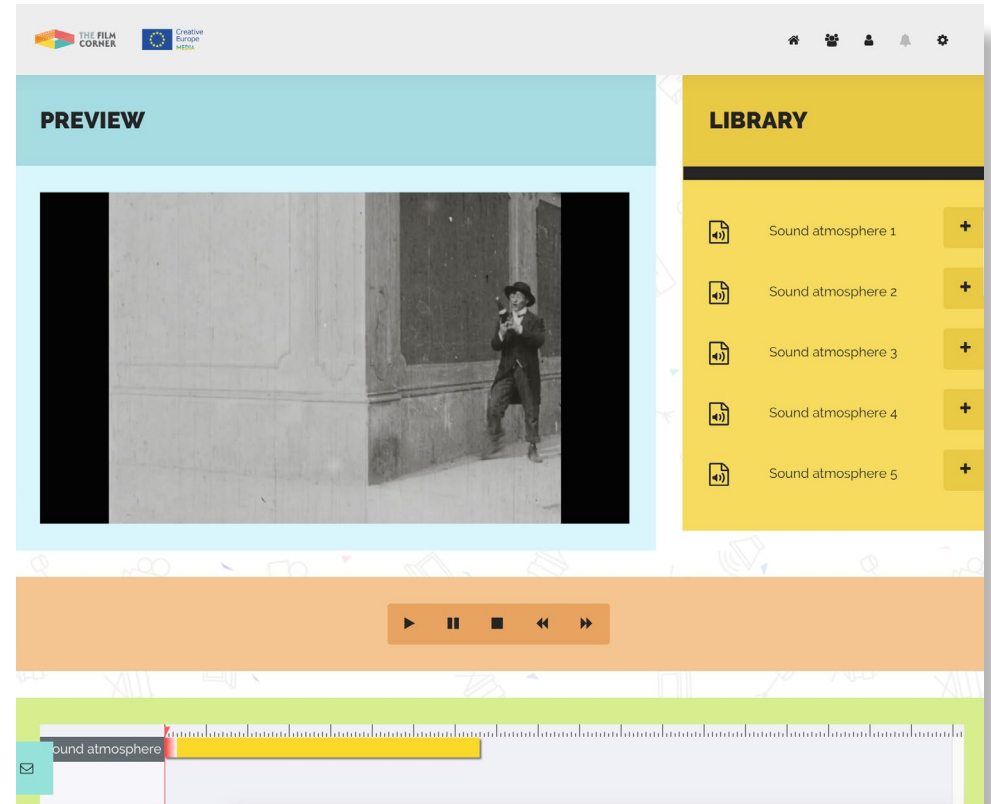 THE FILM
CORNER
Creative
Europe
MEDIA
PREVIEW
LIBRARY
Sound atmosphere 1
Sound atmosphere 2
Sound atmosphere 3
Sound atmosphere 4
Sound atmosphere 5
ound atmosphere